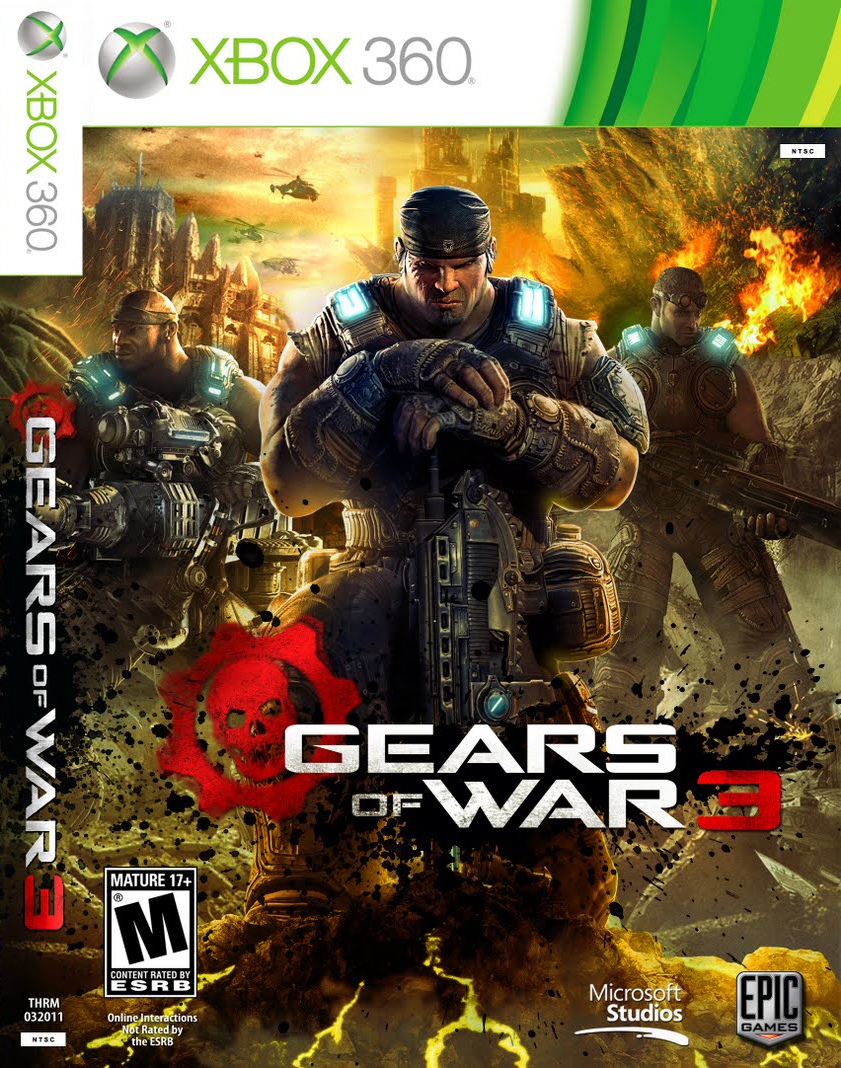 XBOX 360
XBOX 360
NTSC
GEARS OF WAR 3
GEARS
OF WAR 3
MATURE 17+
M
CONTENT RATED BY
ESRB
Online Interactions
Not Rated by
the ESRB
THRM
032011
NTSC
Microsoft
Studios
EPIC
GAMES